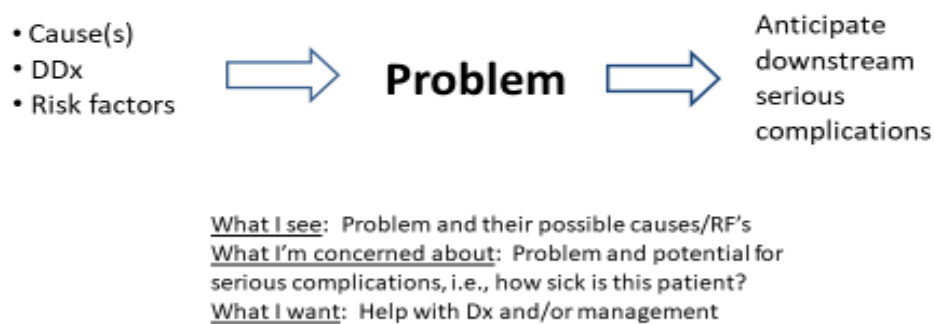 • Cause(s)
• DDx
• Risk factors
Problem
Anticipate
downstream
serious
complications
What I see: Problem and their possible causes/RF's
What I'm concerned about: Problem and potential for
serious complications, i.e., how sick is this patient?
What I want: Help with Dx and/or management